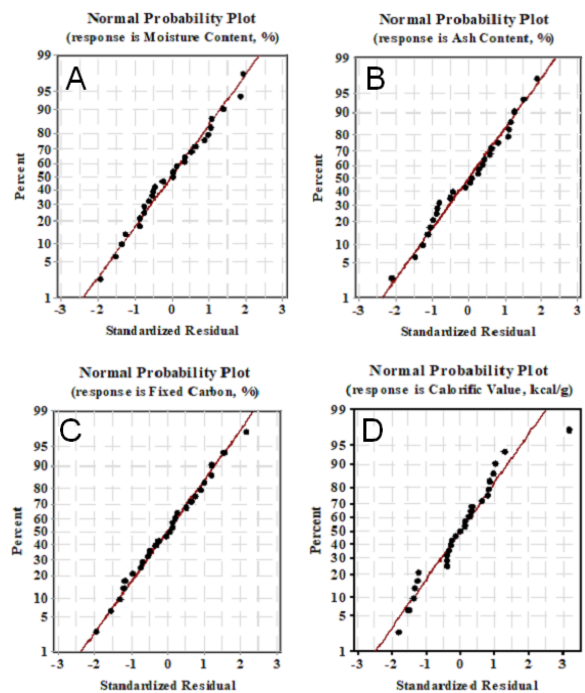 Normal Probability Plot
(response is Moisture Content, %)
A
99
95
90
80
70
60
50
40
30
20
10
5
1
Percent
-3 -2 -1 0 1 2 3
Standardized Residual
Normal Probability Plot
(response is Ash Content, %)
B
99
95
90
80
70
60
50
40
30
20
10
5
1
Percent
-3 -2 -1 0 1 2 3
Standardized Residual
Normal Probability Plot
(response is Fixed Carbon, %)
C
99
95
90
80
70
60
50
40
30
20
10
5
1
Percent
-3 -2 -1 0 1 2 3
Standardized Residual
Normal Probability Plot
(response is Calorific Value, kcal/g)
D
99
95
90
80
70
60
50
40
30
20
10
5
1
Percent
-3 -2 -1 0 1 2 3
Standardized Residual